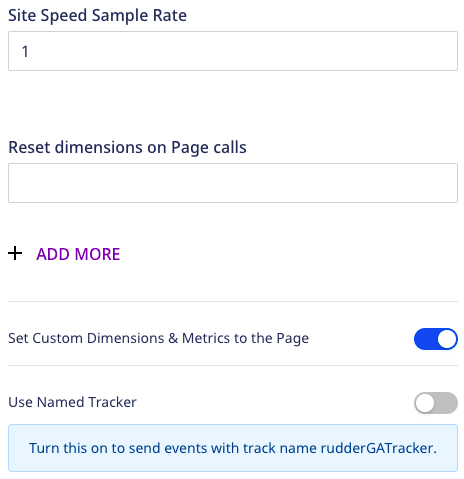 Site Speed Sample Rate
1
Reset dimensions on Page calls
+ ADD MORE
Set Custom Dimensions & Metrics to the Page
Use Named Tracker
Turn this on to send events with track name rudderGATracker.